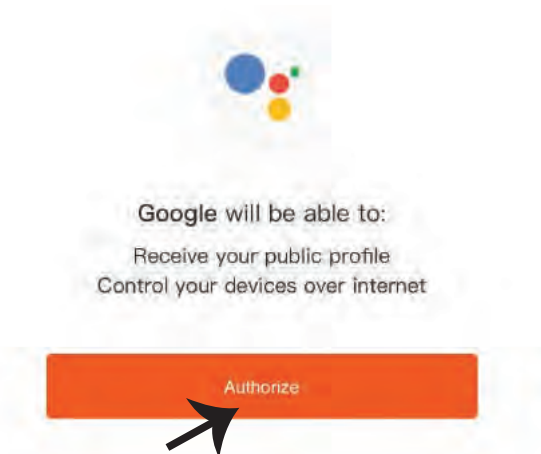 Google will be able to:
Receive your public profile
Control your devices over internet
Authorize